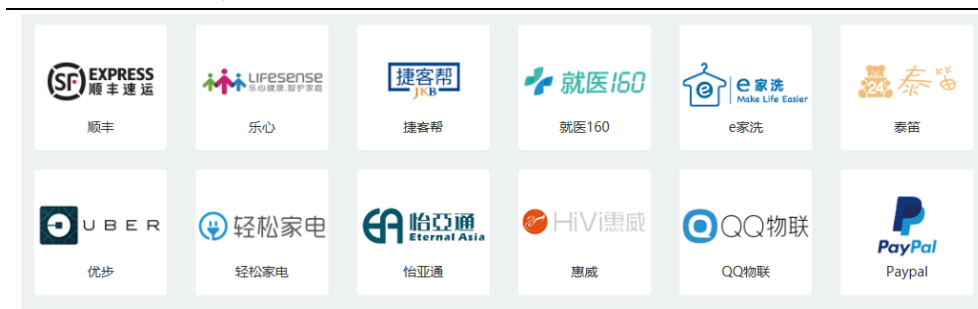 SF EXPRESS
顺丰速运
顺丰
LIFESENSE
乐心健康.智护家庭
乐心
捷客帮
JKB
捷客帮
就医160
就医160
e e家洗
Make Life Easier
e家洗
24 泰笛
泰笛
UBER
优步
轻松家电
轻松家电
EA 怡亞通
Eternal Asia
怡亚通
HiVi惠威
惠威
QQ物联
QQ物联
PayPal
Paypal